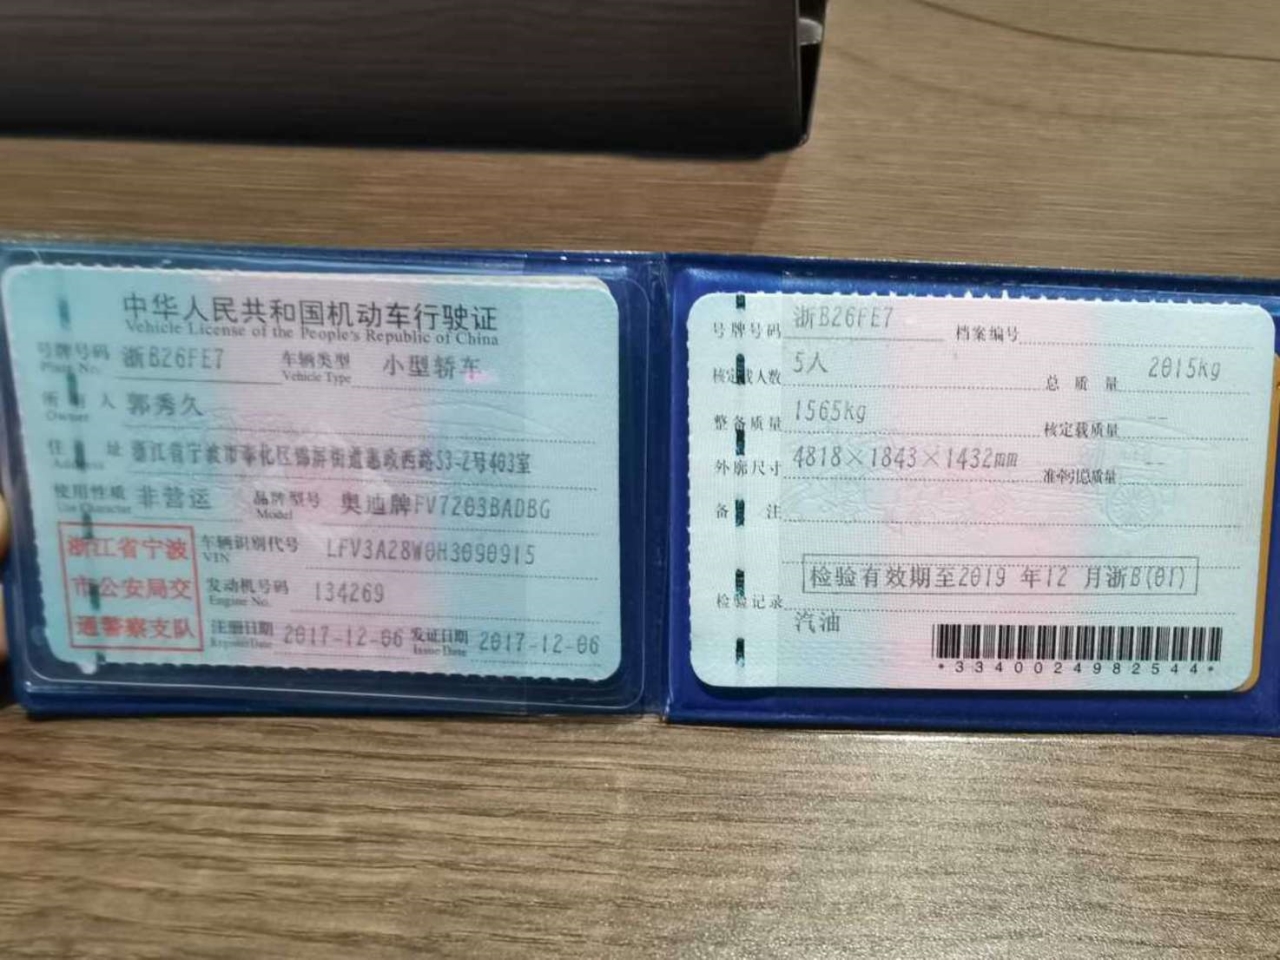 中华人民共和国机动车行驶证
Vehicle License of the People's Republic of China
号牌号码 浙B26FE7 车辆类型 小型轿车
Plate No. Vehicle Type
所有人 郭秀久
Owner
住址 浙江省宁波市奉化区锦屏街道惠政西路53-2号403室
Address
使用性质 非营运 品牌型号 奥迪牌FV7203BADBG
Use Character Model
浙江省宁波
市公安局交
通警察支队
车辆识别代号 LFV3A28W0H3090915
VIN
发动机号码 134269
Engine No.
注册日期 2017-12-06 发证日期 2017-12-06
Register Date Issue Date
号牌号码 浙B26FE7 档案编号
核定载人数 5人 总质量 2015kg
整备质量 1565kg 核定载质量 --
外廓尺寸 4818×1843×1432mm 准牵引总质量 --
备注
检验有效期至2019 年12 月浙B(01)
检验记录
汽油
*3340024982544*